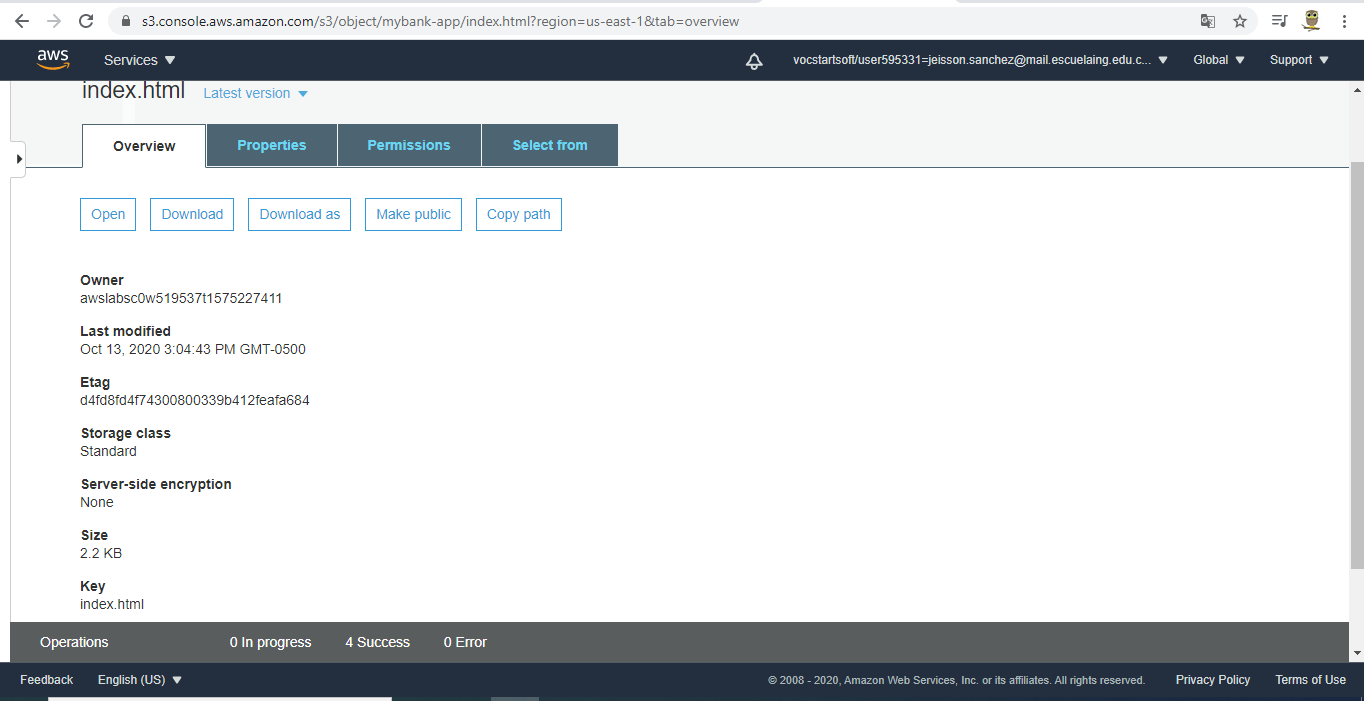 s3.console.aws.amazon.com/s3/object/mybank-app/index.html?region=us-east-1&tab=overview
aws Services vocstartsoft/user595331=jeisson.sanchez@mail.escuelaing.edu.c... Global Support
index.html Latest version
Overview Properties Permissions Select from
Open Download Download as Make public Copy path
Owner
awslabsc0w519537t1575227411
Last modified
Oct 13, 2020 3:04:43 PM GMT-0500
Etag
d4fd8fd4f74300800339b412feafa684
Storage class
Standard
Server-side encryption
None
Size
2.2 KB
Key
index.html
Operations 0 In progress 4 Success 0 Error
Feedback English (US) © 2008 - 2020, Amazon Web Services, Inc. or its affiliates. All rights reserved. Privacy Policy Terms of Use